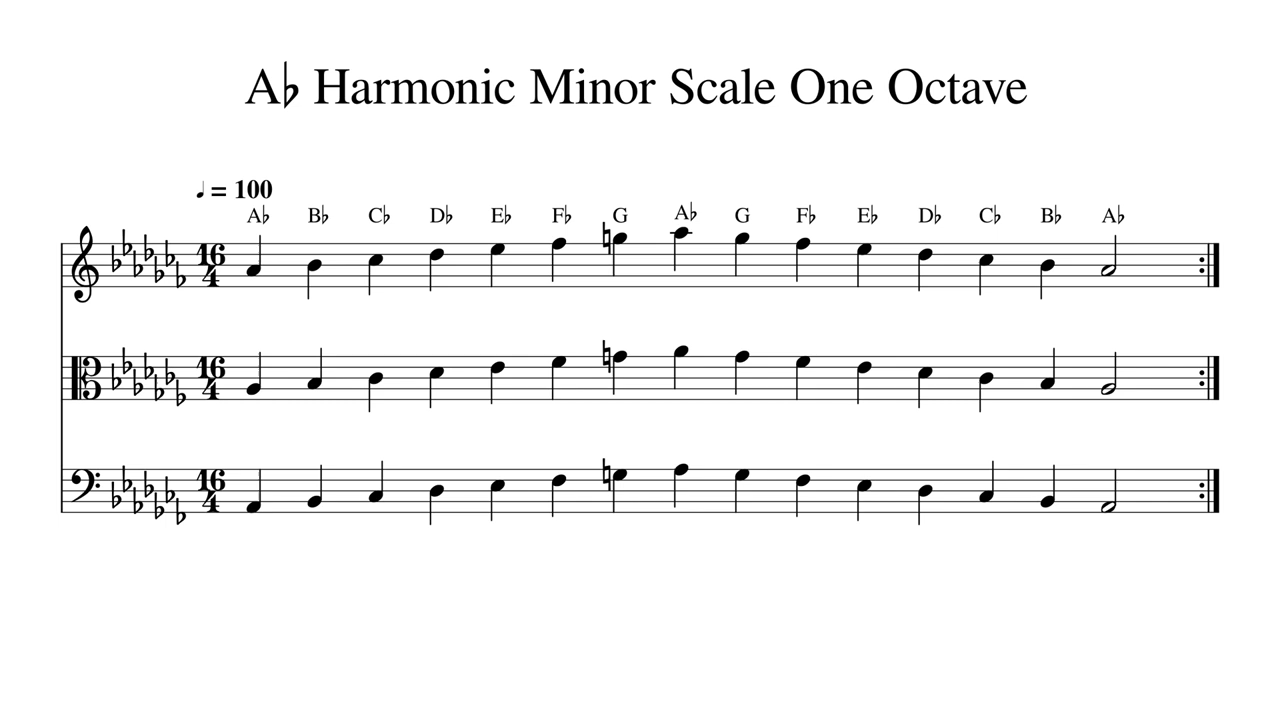 A♭ Harmonic Minor Scale One Octave
♩ = 100
A♭ B♭ C♭ D♭ E♭ F♭ G A♭ G F♭ E♭ D♭ C♭ B♭ A♭
16
4
16
4
16
4